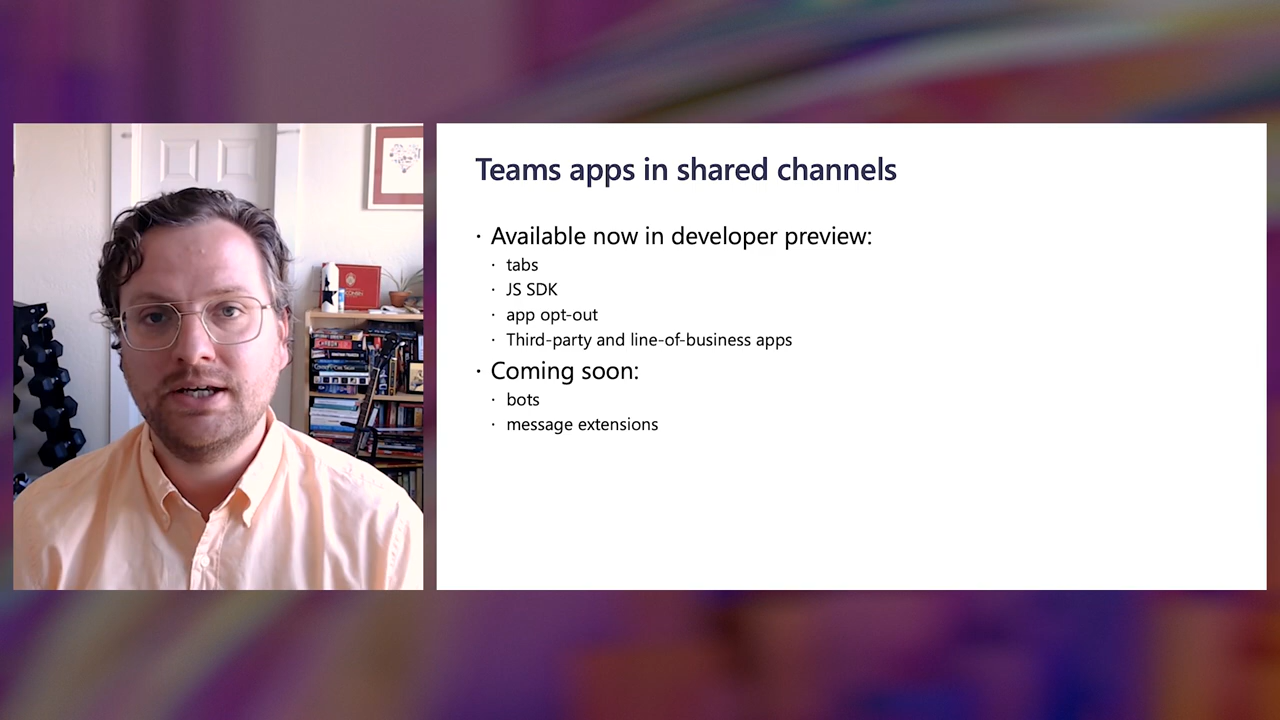 Teams apps in shared channels
· Available now in developer preview:
· tabs
· JS SDK
· app opt-out
· Third-party and line-of-business apps
· Coming soon:
· bots
· message extensions